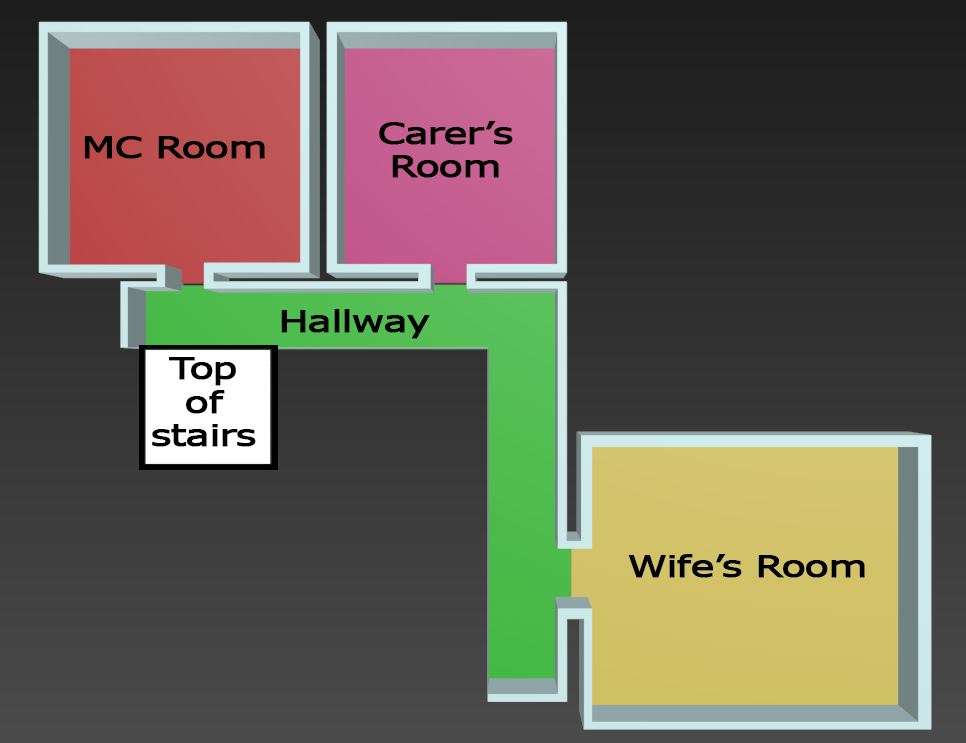 MC Room
Carer's
Room
Hallway
Top
of
stairs
Wife's Room